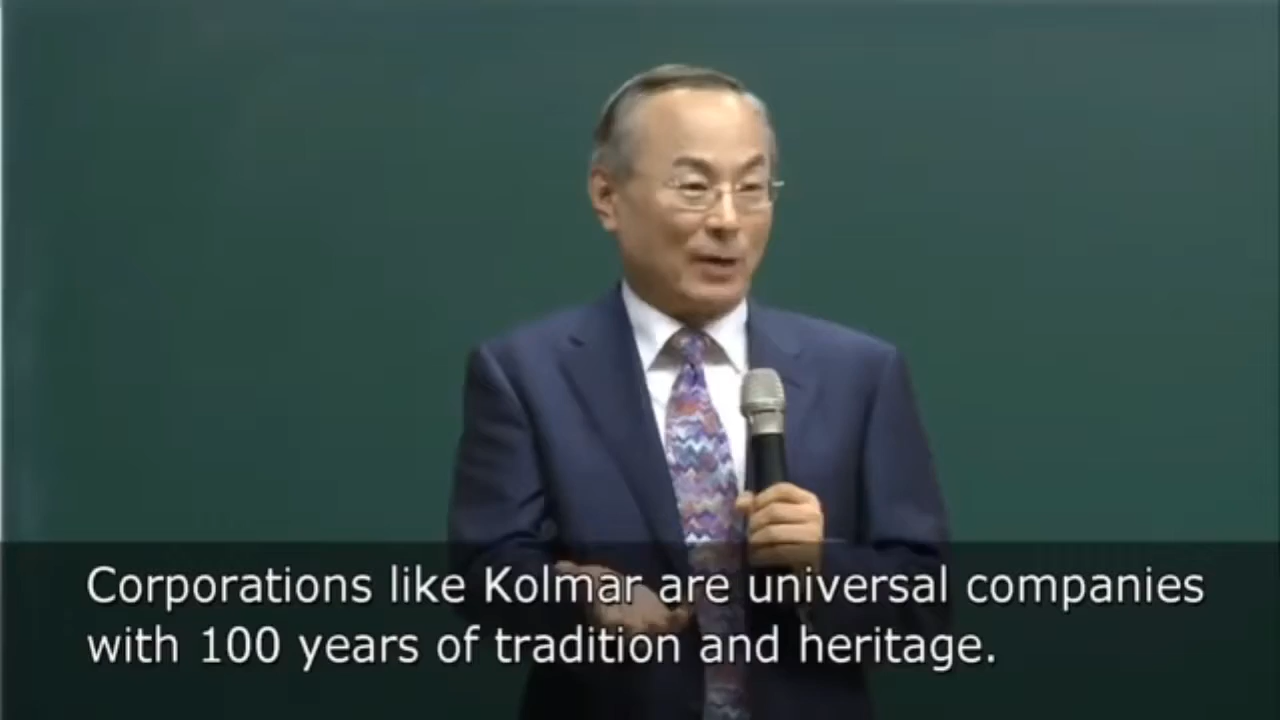 Corporations like Kolmar are universal companies
with 100 years of tradition and heritage.